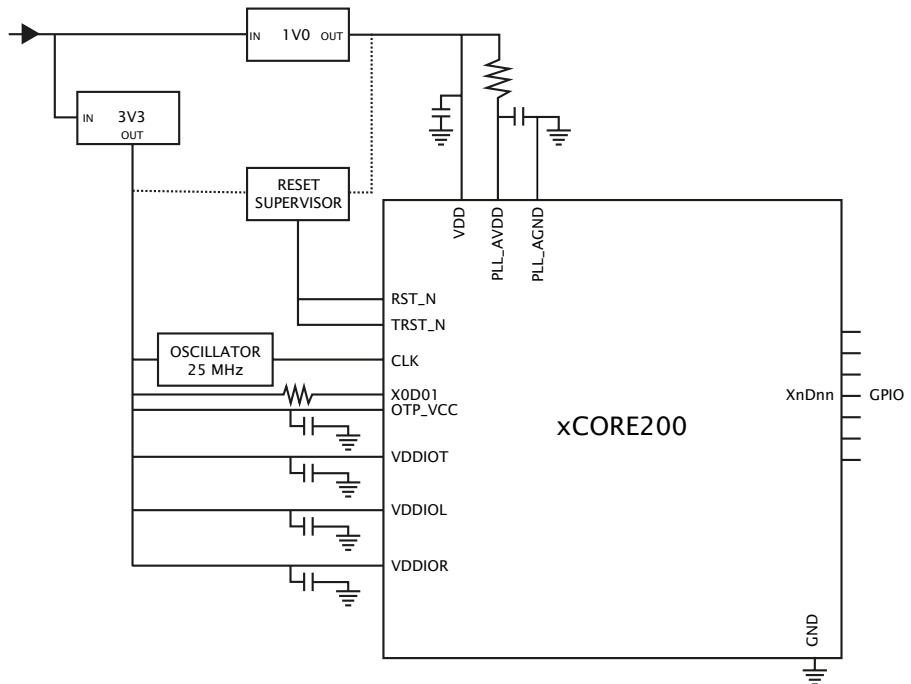 IN 1V0 OUT
IN 3V3
OUT
RESET
SUPERVISOR
VDD
PLL_AVDD
PLL_AGND
RST_N
TRST_N
OSCILLATOR
25 MHz
CLK
X0D01
OTP_VCC
XnDnn GPIO
xCORE200
VDDIOT
VDDIOL
VDDIOR
GND